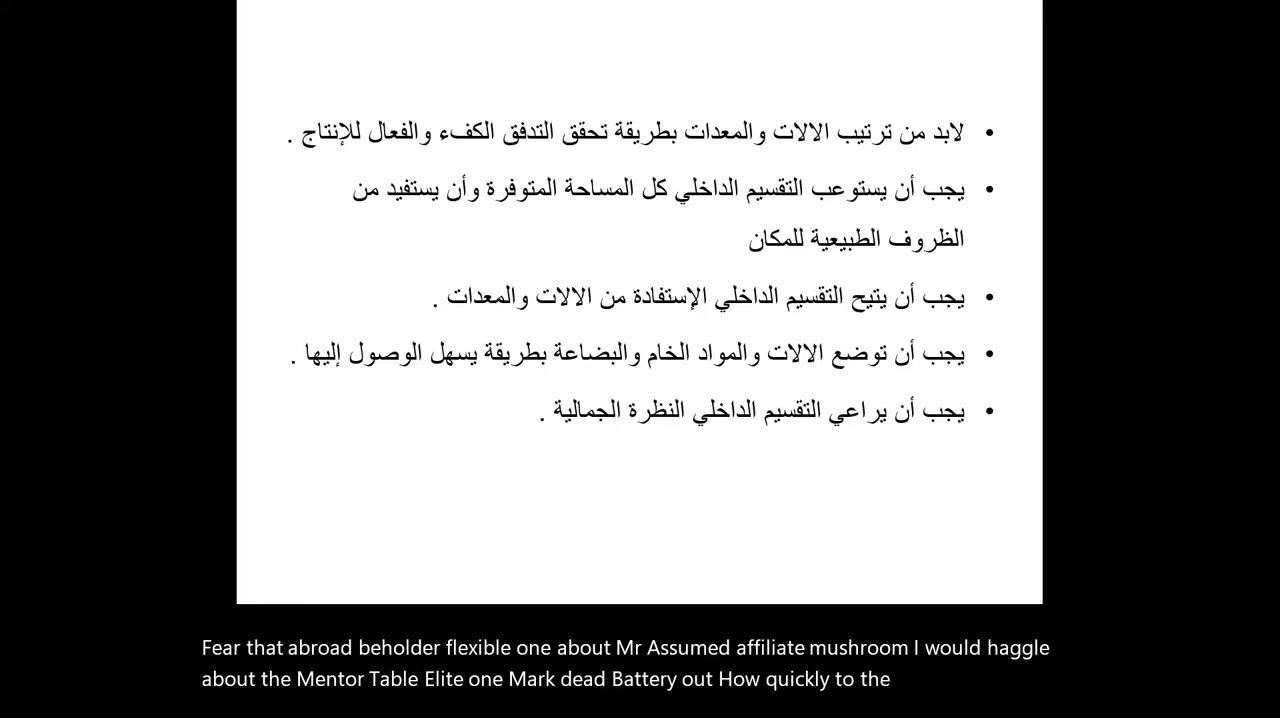 • لابد من ترتيب الالات والمعدات بطريقة تحقق التدفق الكفء والفعال للإنتاج .
• يجب أن يستوعب التقسيم الداخلي كل المساحة المتوفرة وأن يستفيد من
الظروف الطبيعية للمكان
• يجب أن يتيح التقسيم الداخلي الإستفادة من الالات والمعدات .
• يجب أن توضع الالات والمواد الخام والبضاعة بطريقة يسهل الوصول إليها .
• يجب أن يراعي التقسيم الداخلي النظرة الجمالية .
Fear that abroad beholder flexible one about Mr Assumed affiliate mushroom I would haggle
about the Mentor Table Elite one Mark dead Battery out How quickly to the